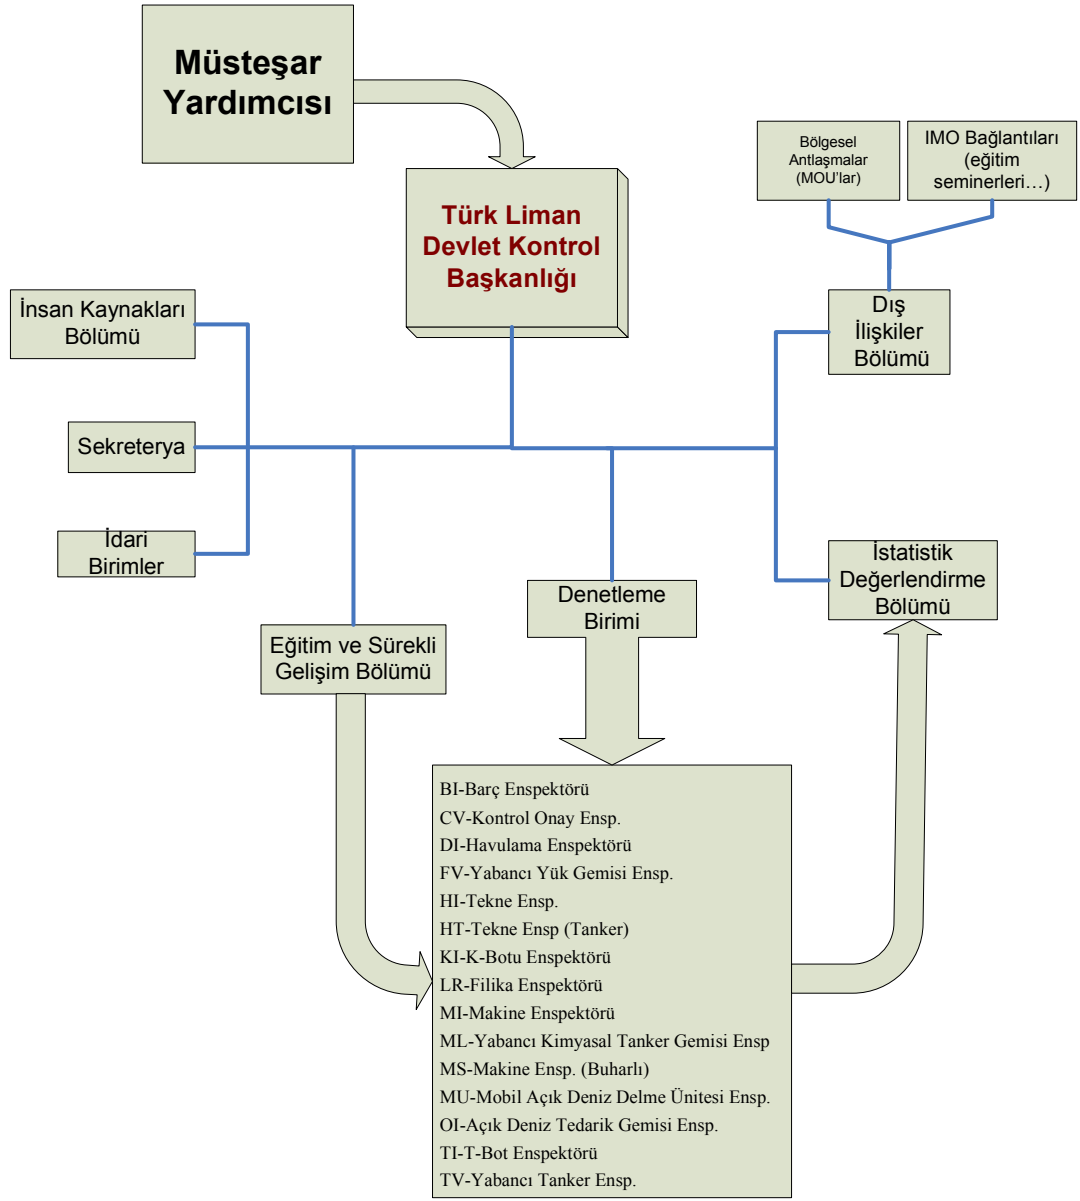 Müsteşar
Yardımcısı
Bölgesel
Antlaşmalar
(MOU'lar)
IMO Bağlantıları
(eğitim
seminerleri…)
Türk Liman
Devlet Kontrol
Başkanlığı
İnsan Kaynakları
Bölümü
Dış
İlişkiler
Bölümü
Sekreterya
İdari
Birimler
İstatistik
Değerlendirme
Bölümü
Denetleme
Birimi
Eğitim ve Sürekli
Gelişim Bölümü
BI-Barç Enspektörü
CV-Kontrol Onay Ensp.
DI-Havulama Enspektörü
FV-Yabancı Yük Gemisi Ensp.
HI-Tekne Ensp.
HT-Tekne Ensp (Tanker)
KI-K-Botu Enspektörü
LR-Filika Enspektörü
MI-Makine Enspektörü
ML-Yabancı Kimyasal Tanker Gemisi Ensp
MS-Makine Ensp. (Buharlı)
MU-Mobil Açık Deniz Delme Ünitesi Ensp.
OI-Açık Deniz Tedarik Gemisi Ensp.
TI-T-Bot Enspektörü
TV-Yabancı Tanker Ensp.